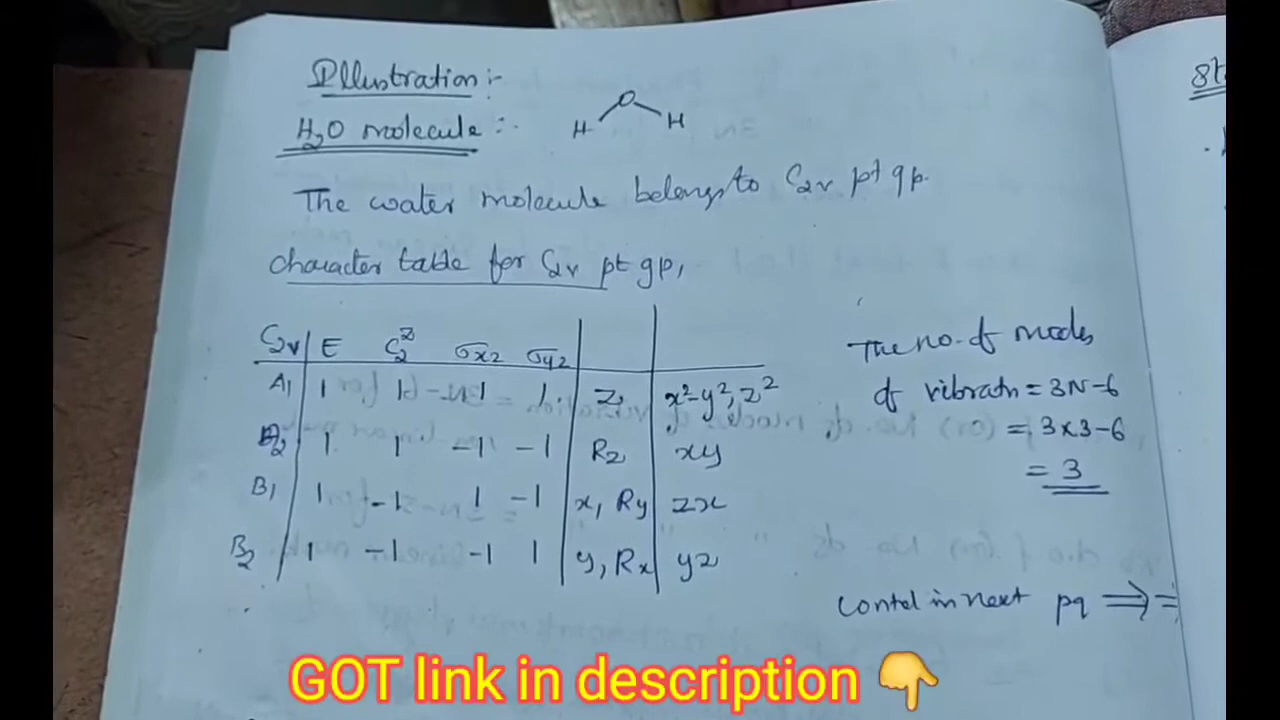 Illustration :-
H2O molecule :-
O
H H
The water molecule belongs to C2v pt gp.
character table for C2v pt gp,
C2v E C2^z σxz σyz
A1 1 1 1 1 z x²-y², z²
A2 1 1 -1 -1 Rz xy
B1 1 -1 1 -1 x, Ry zx
B2 1 -1 -1 1 y, Rx yz
The no. of modes
of vibratn = 3N-6
= 3x3-6
= 3
contd in next pg ⇒
GOT link in description 👇